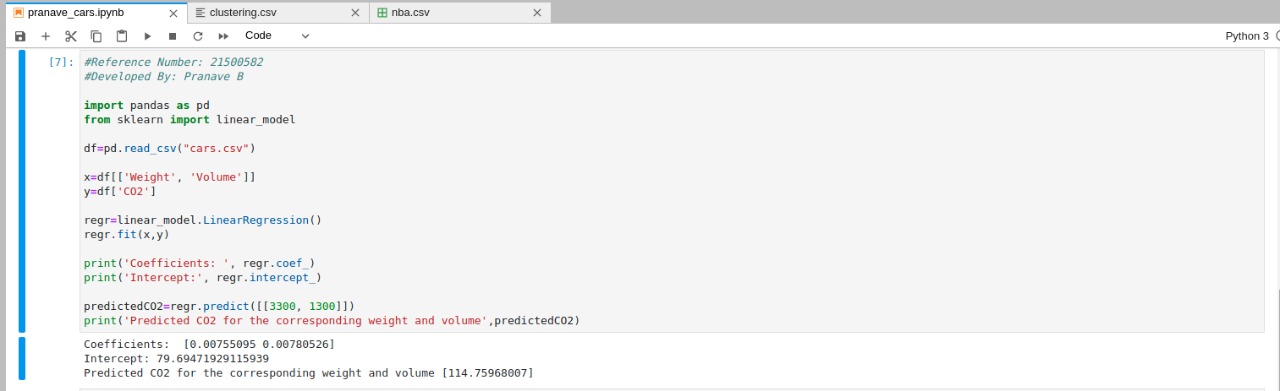 pranave_cars.ipynb
clustering.csv
nba.csv
Code
Python 3
[7]:
#Reference Number: 21500582
#Developed By: Pranave B
import pandas as pd
from sklearn import linear_model
df=pd.read_csv("cars.csv")
x=df[['Weight', 'Volume']]
y=df['CO2']
regr=linear_model.LinearRegression()
regr.fit(x,y)
print('Coefficients: ', regr.coef_)
print('Intercept:', regr.intercept_)
predictedCO2=regr.predict([[3300, 1300]])
print('Predicted CO2 for the corresponding weight and volume',predictedCO2)
Coefficients:  [0.00755095 0.00780526]
Intercept: 79.69471929115939
Predicted CO2 for the corresponding weight and volume [114.75968007]